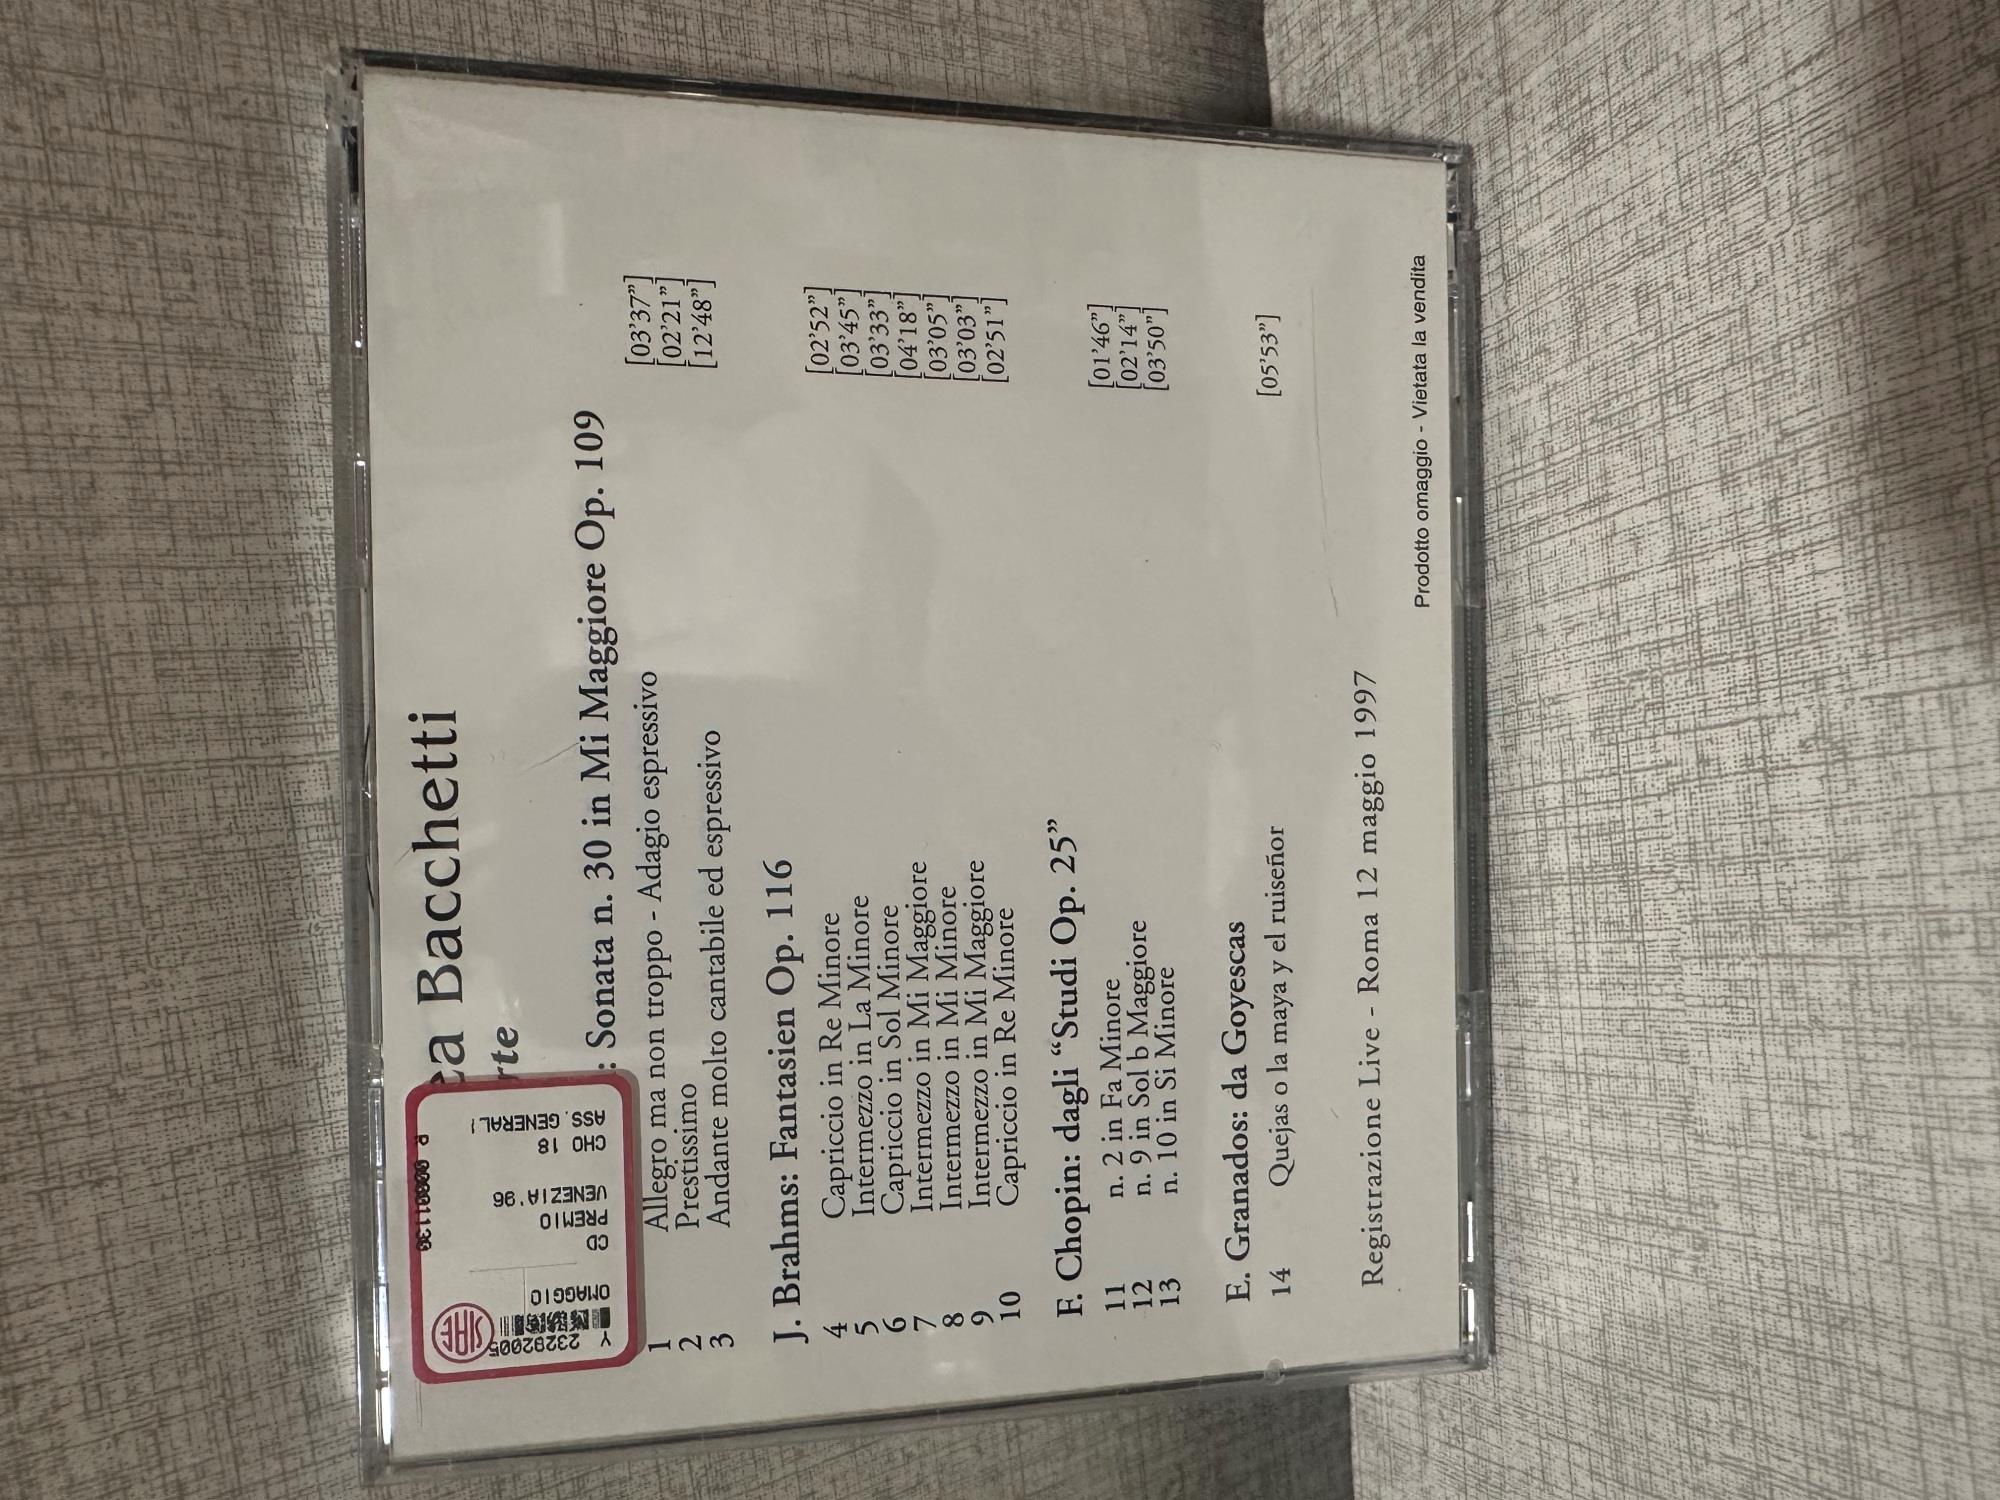 ea Bacchetti
rte
: Sonata n. 30 in Mi Maggiore Op. 109
1 Allegro ma non troppo - Adagio espressivo [03'37”]
2 Prestissimo [02'21”]
3 Andante molto cantabile ed espressivo [12'48”]
J. Brahms: Fantasien Op. 116
4 Capriccio in Re Minore [02'52”]
5 Intermezzo in La Minore [03'45”]
6 Capriccio in Sol Minore [03'33”]
7 Intermezzo in Mi Maggiore [04'18”]
8 Intermezzo in Mi Minore [03'05”]
9 Intermezzo in Mi Maggiore [03'03”]
10 Capriccio in Re Minore [02'51”]
F. Chopin: dagli “Studi Op. 25”
11 n. 2 in Fa Minore [01'46”]
12 n. 9 in Sol b Maggiore [02'14”]
13 n. 10 in Si Minore [03'50”]
E. Granados: da Goyescas
14 Quejas o la maya y el ruiseñor [05'53”]
Registrazione Live - Roma 12 maggio 1997
Prodotto omaggio - Vietata la vendita
SIAE
23292005
OMAGGIO
CD
PREMIO
VENEZIA'96
CHO 18
ASS. GENERALI